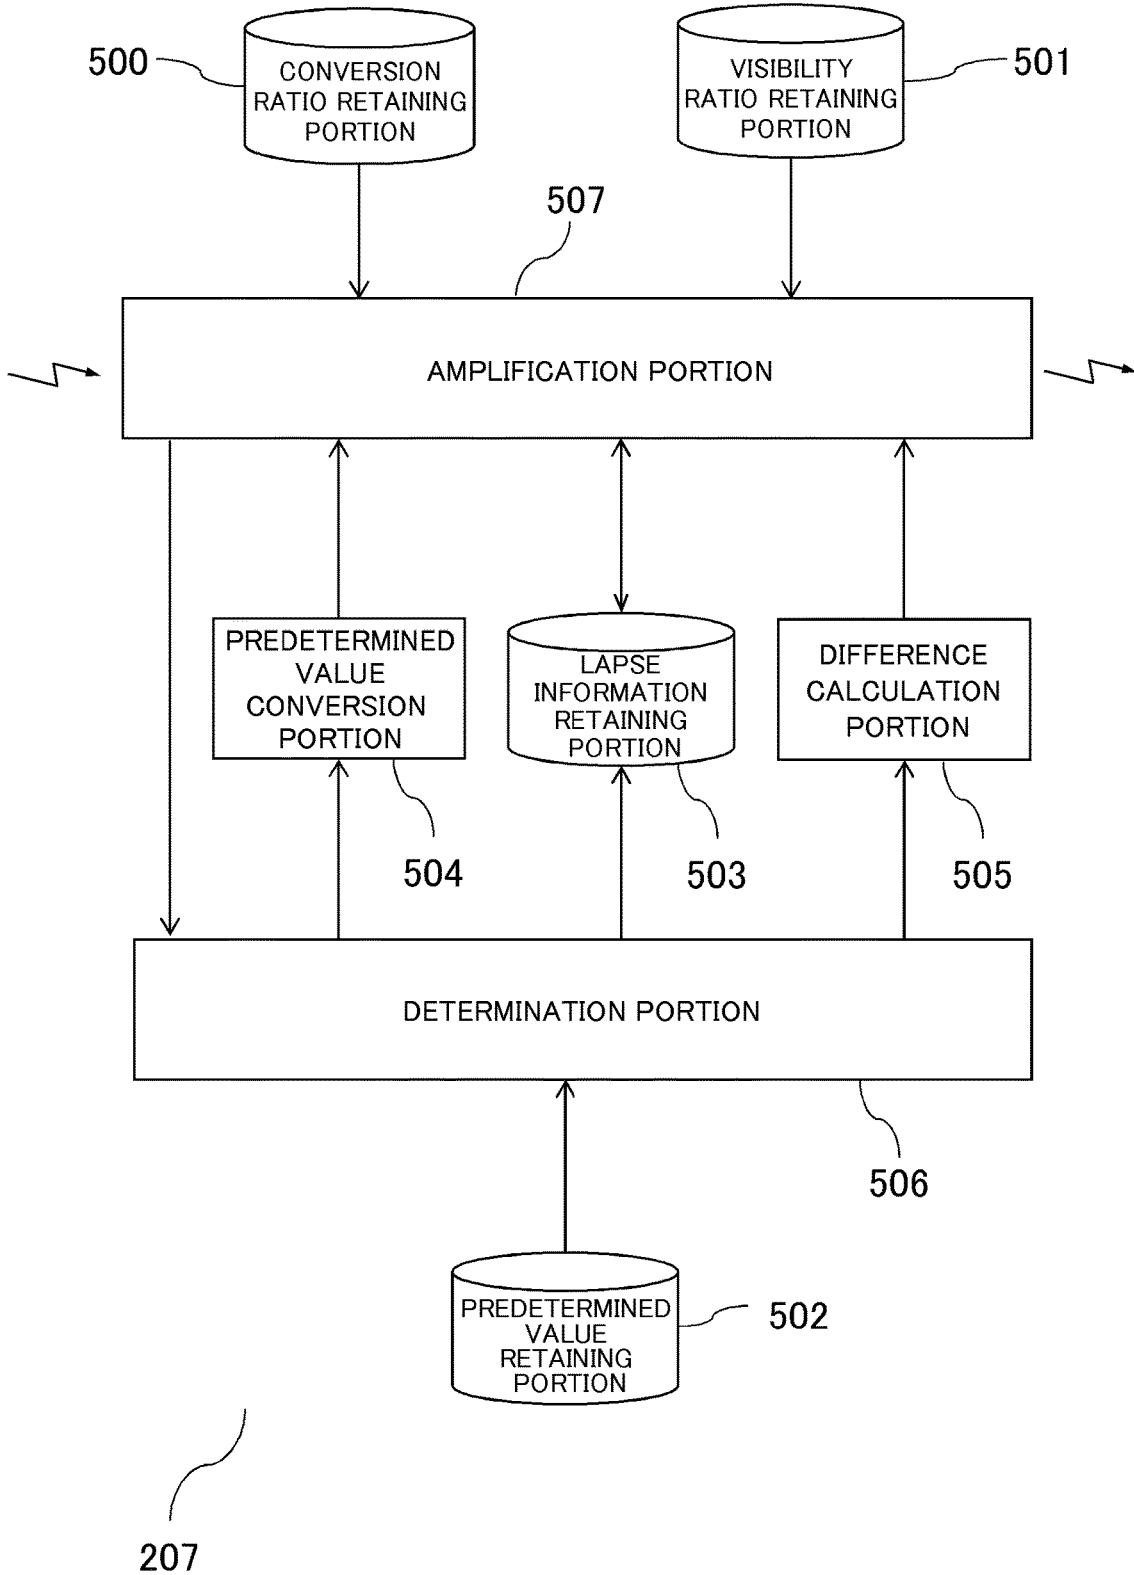 500
CONVERSION
RATIO RETAINING
PORTION
VISIBILITY
RATIO RETAINING
PORTION
501
507
AMPLIFICATION PORTION
PREDETERMINED
VALUE
CONVERSION
PORTION
LAPSE
INFORMATION
RETAINING
PORTION
DIFFERENCE
CALCULATION
PORTION
504
503
505
DETERMINATION PORTION
506
PREDETERMINED
VALUE
RETAINING
PORTION
502
207